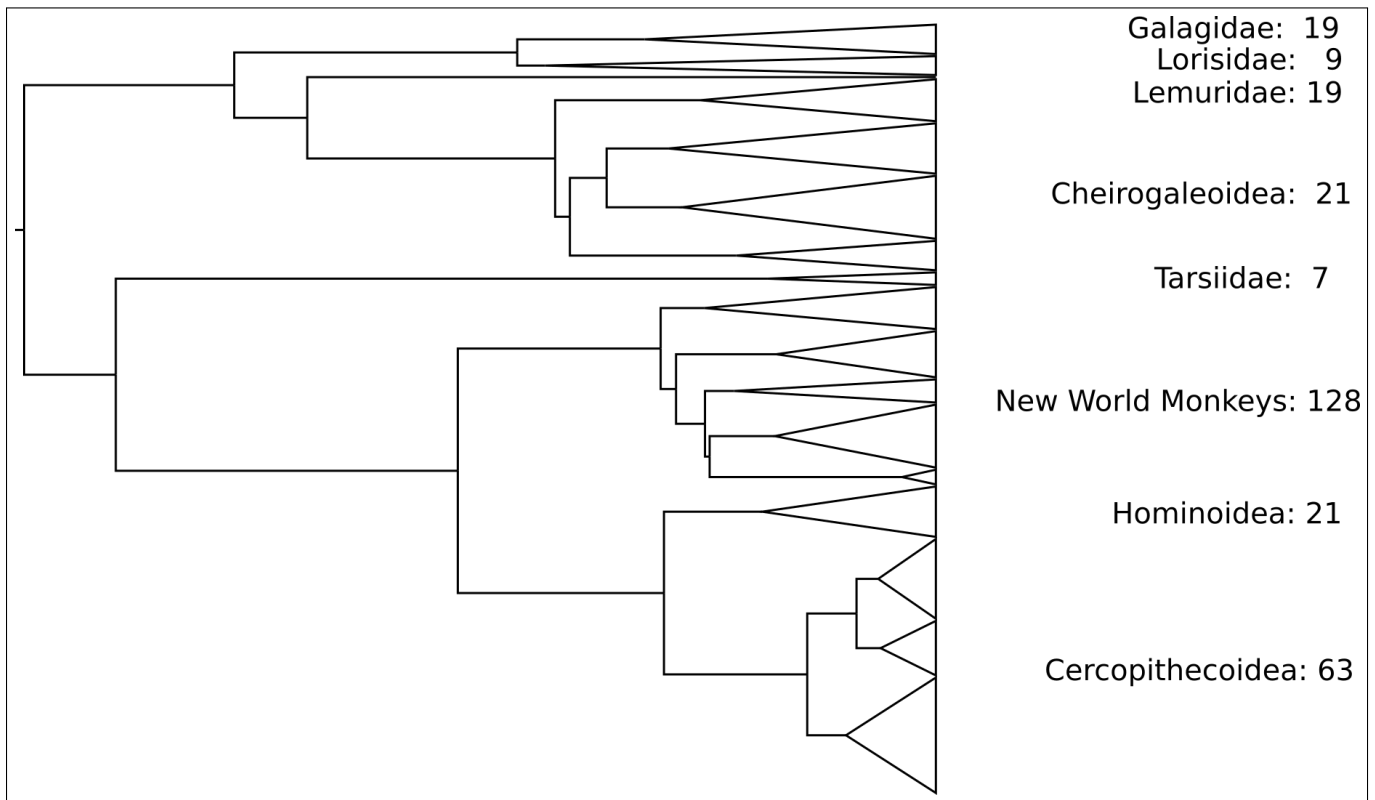 Galagidae: 19
Lorisidae: 9
Lemuridae: 19
Cheirogaleoidea: 21
Tarsiidae: 7
New World Monkeys: 128
Hominoidea: 21
Cercopithecoidea: 63